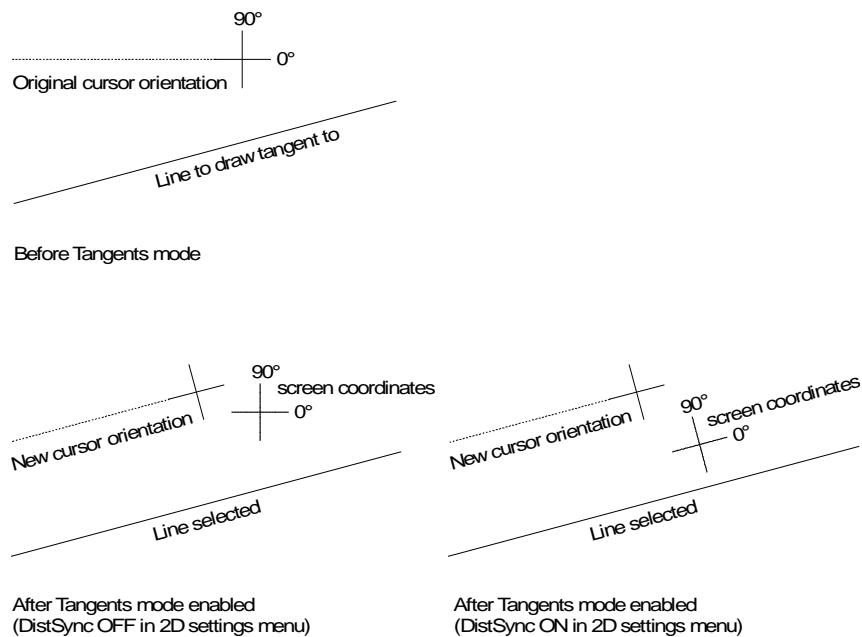 90°
0°
Original cursor orientation
Line to draw tangent to
Before Tangents mode
90°
screen coordinates
0°
New cursor orientation
Line selected
After Tangents mode enabled
(DistSync OFF in 2D settings menu)
90°
screen coordinates
0°
New cursor orientation
Line selected
After Tangents mode enabled
(DistSync ON in 2D settings menu)